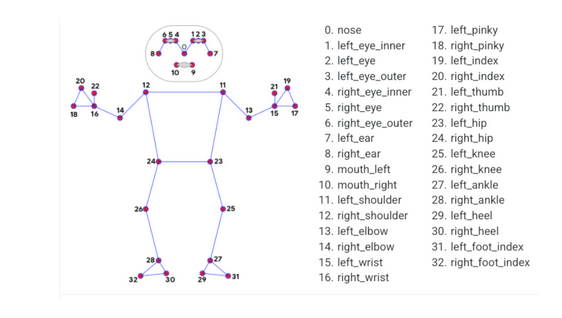 6 5 4 1 2 3
0
8 7
10 9
20 22 12 11 21 19
18 16 14 13 15 17
24 23
26 25
28 27
32 30 29 31
0. nose
1. left_eye_inner
2. left_eye
3. left_eye_outer
4. right_eye_inner
5. right_eye
6. right_eye_outer
7. left_ear
8. right_ear
9. mouth_left
10. mouth_right
11. left_shoulder
12. right_shoulder
13. left_elbow
14. right_elbow
15. left_wrist
16. right_wrist
17. left_pinky
18. right_pinky
19. left_index
20. right_index
21. left_thumb
22. right_thumb
23. left_hip
24. right_hip
25. left_knee
26. right_knee
27. left_ankle
28. right_ankle
29. left_heel
30. right_heel
31. left_foot_index
32. right_foot_index